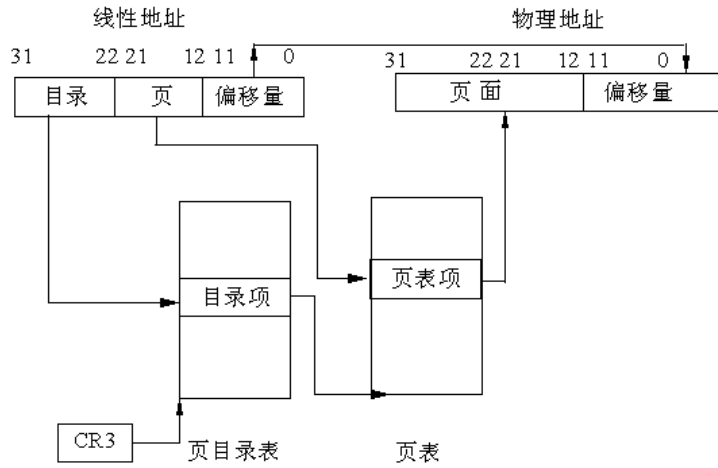 线性地址 物理地址
31 22 21 12 11 0 31 22 21 12 11 0
目录 页 偏移量 页面 偏移量
目录项 页表项
CR3 页目录表 页表